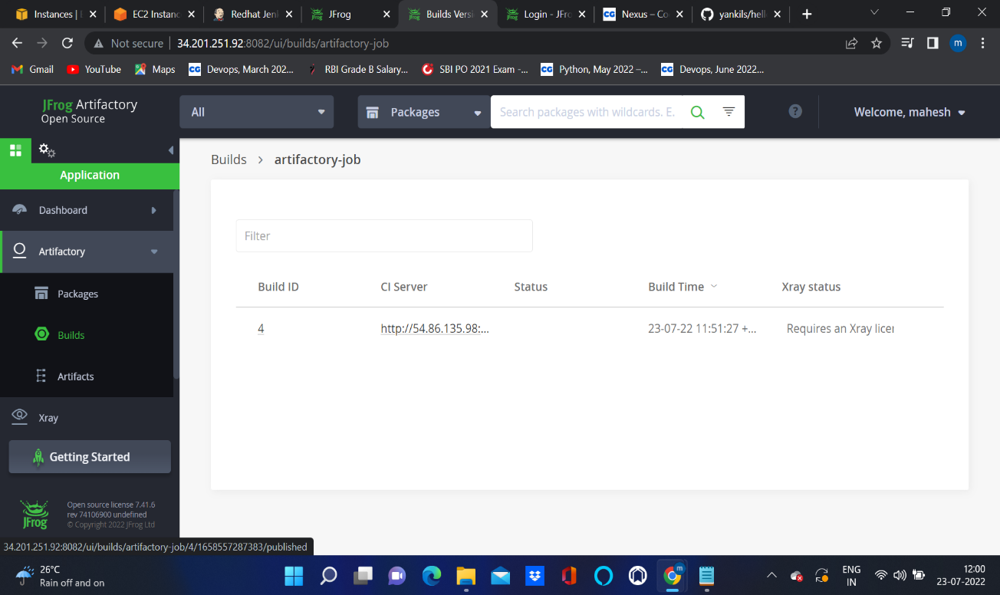 Instances |
EC2 Instanc
Redhat Jenl
JFrog
Builds Versi
Login - JFro
Nexus – Co
yankils/hell
Not secure
34.201.251.92:8082/ui/builds/artifactory-job
m
Gmail
YouTube
Maps
CG
Devops, March 202...
RBI Grade B Salary...
SBI PO 2021 Exam -...
CG
Python, May 2022 –...
CG
Devops, June 2022...
JFrog Artifactory
Open Source
All
Packages
Search packages with wildcards. E.
?
Welcome, mahesh
Application
Dashboard
Artifactory
Packages
Builds
Artifacts
Xray
Getting Started
JFrog
Open source license 7.41.6
rev 74106900 undefined
© Copyright 2022 JFrog Ltd
Builds > artifactory-job
Filter
Build ID CI Server Status Build Time Xray status
4 http://54.86.135.98:... 23-07-22 11:51:27 +... Requires an Xray licen
34.201.251.92:8082/ui/builds/artifactory-job/4/1658557287383/published
26°C
Rain off and on
m
ENG
IN
12:00
23-07-2022